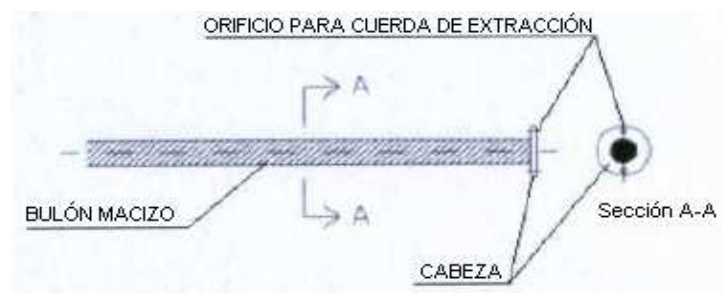 ORIFICIO PARA CUERDA DE EXTRACCIÓN
A
BULÓN MACIZO
A
Sección A-A
CABEZA